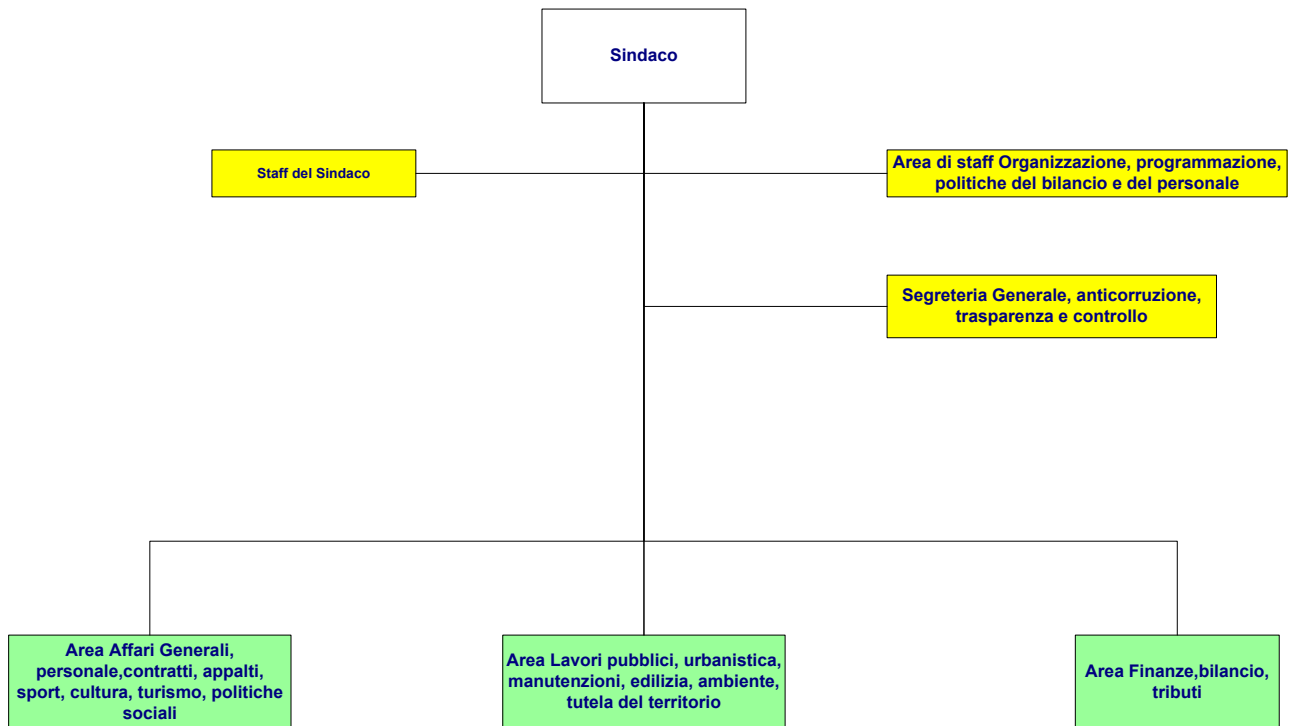 Sindaco
Staff del Sindaco
Area di staff Organizzazione, programmazione,
politiche del bilancio e del personale
Segreteria Generale, anticorruzione,
trasparenza e controllo
Area Affari Generali,
personale,contratti, appalti,
sport, cultura, turismo, politiche
sociali
Area Lavori pubblici, urbanistica,
manutenzioni, edilizia, ambiente,
tutela del territorio
Area Finanze,bilancio,
tributi